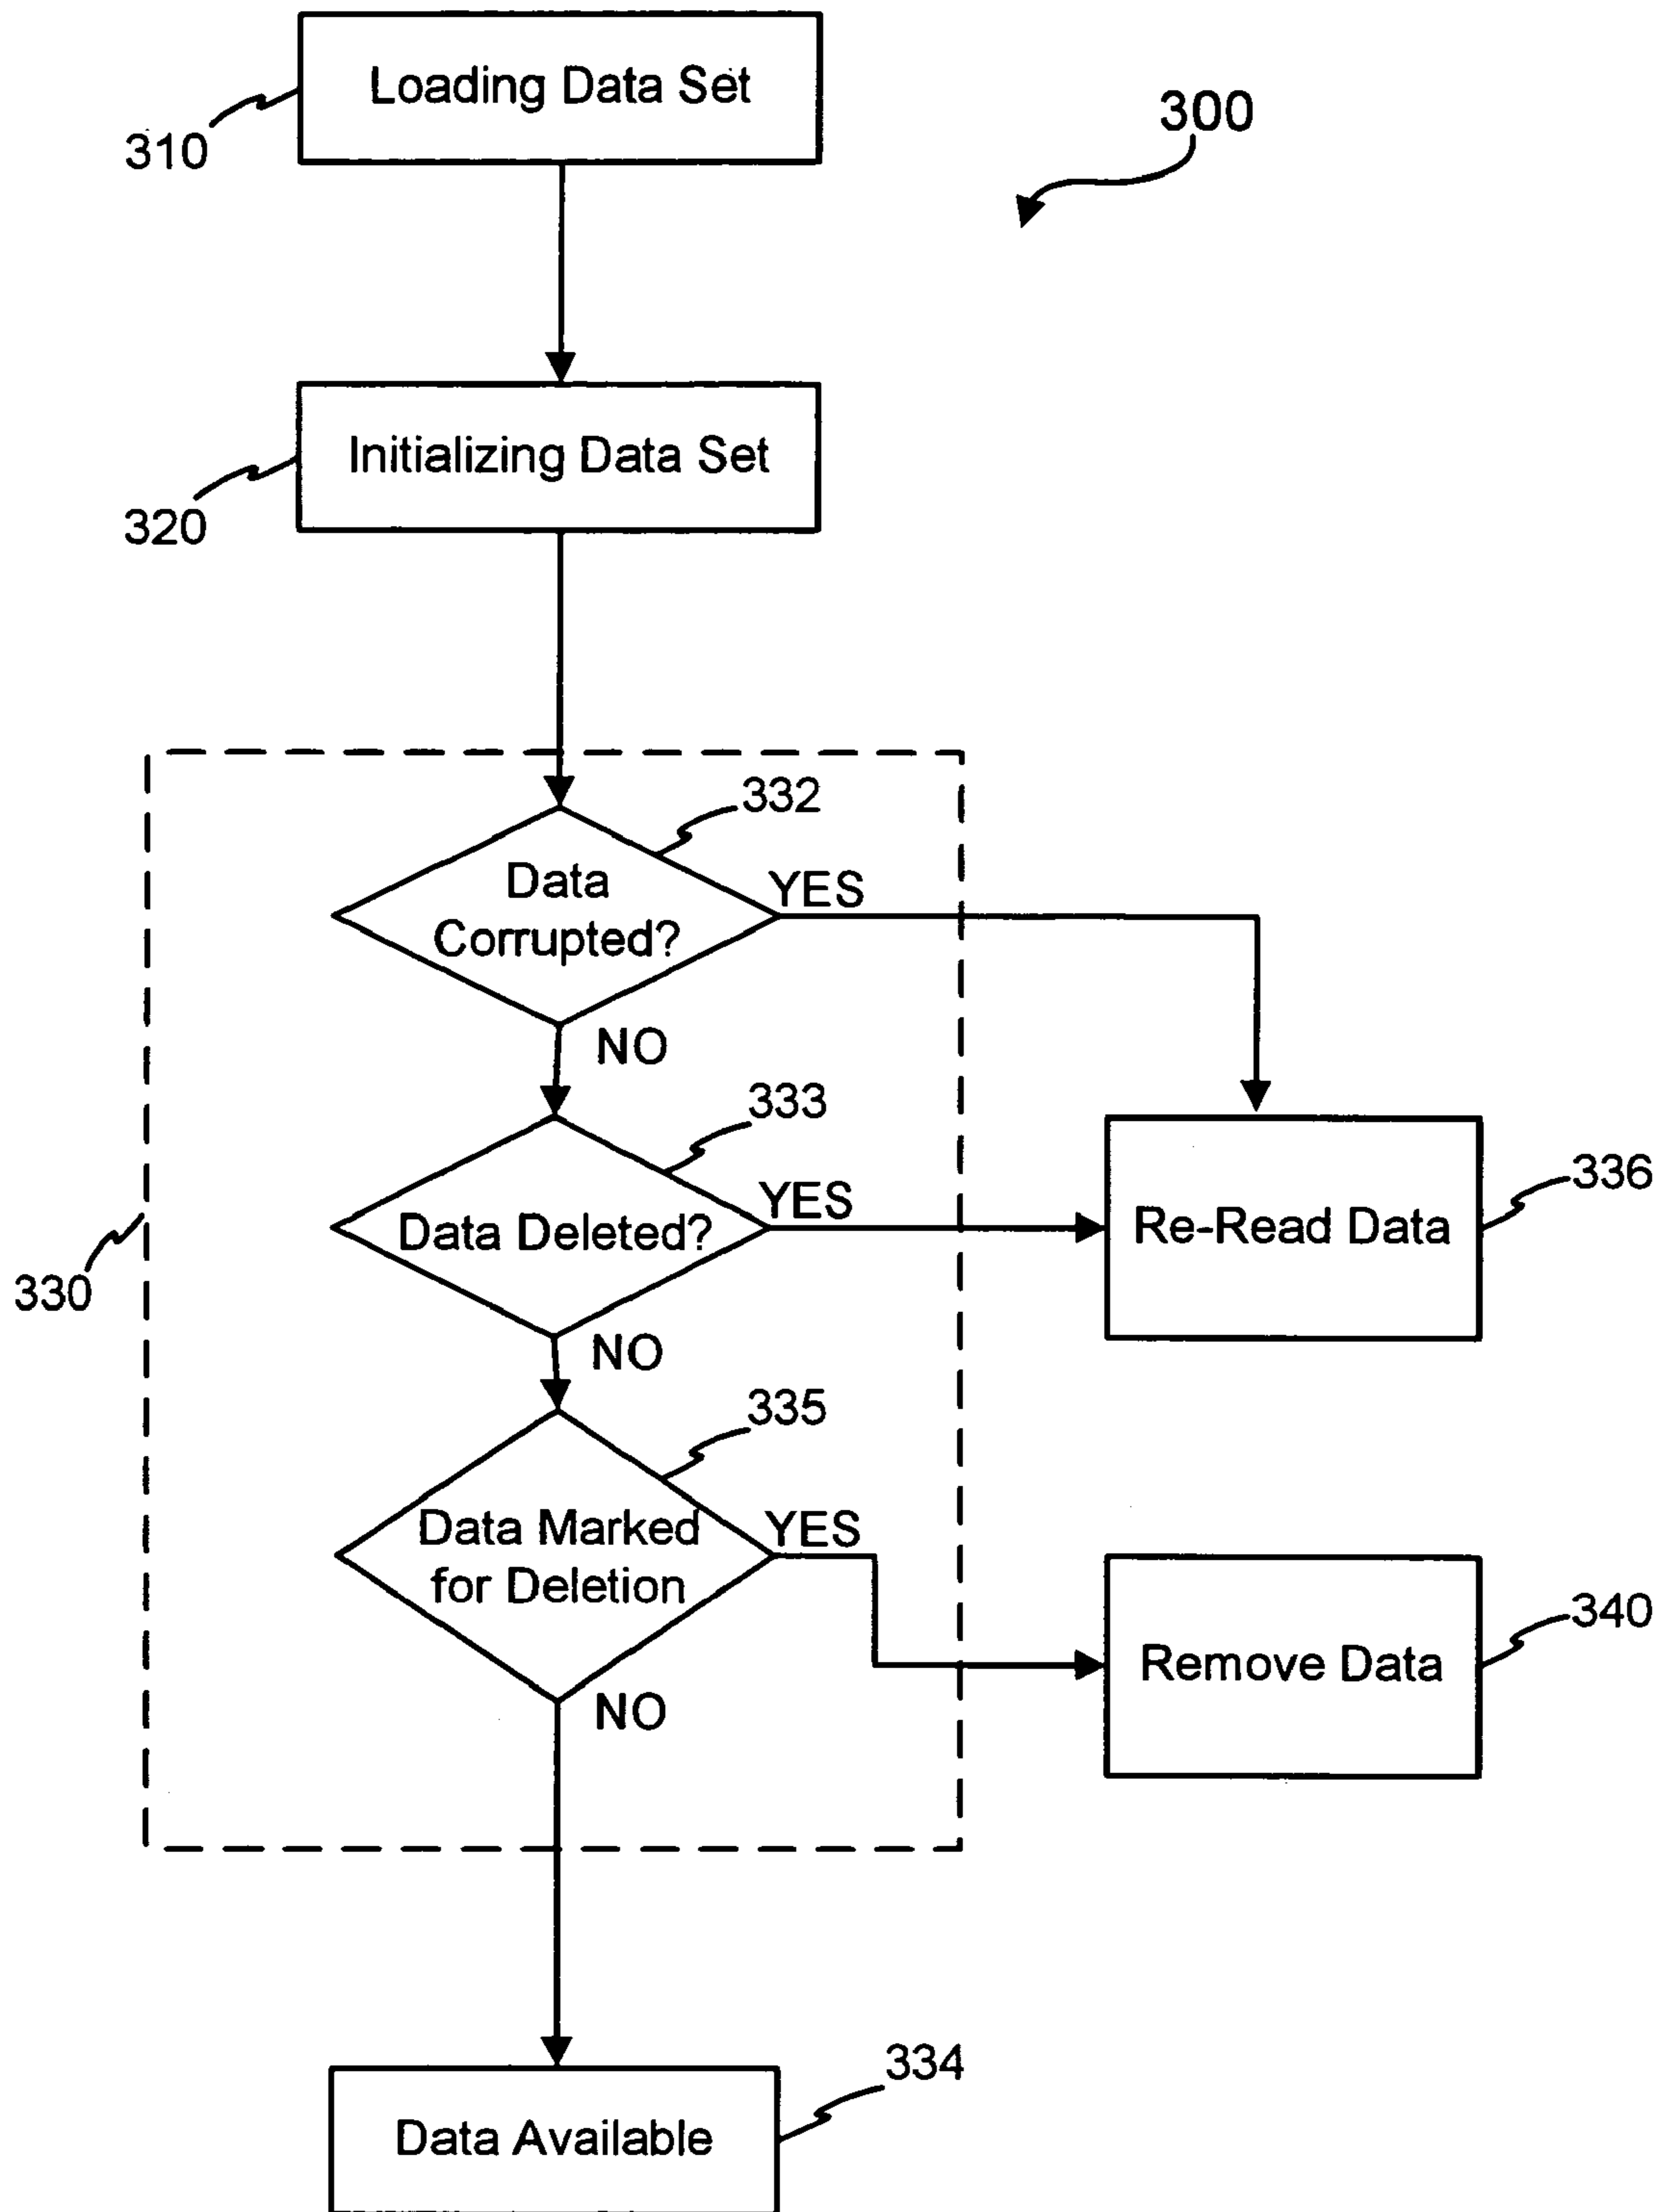 Loading Data Set
310
300
Initializing Data Set
320
332
Data
Corrupted?
YES
NO
333
Data Deleted?
YES
NO
330
336
Re-Read Data
335
Data Marked
for Deletion
YES
NO
340
Remove Data
334
Data Available